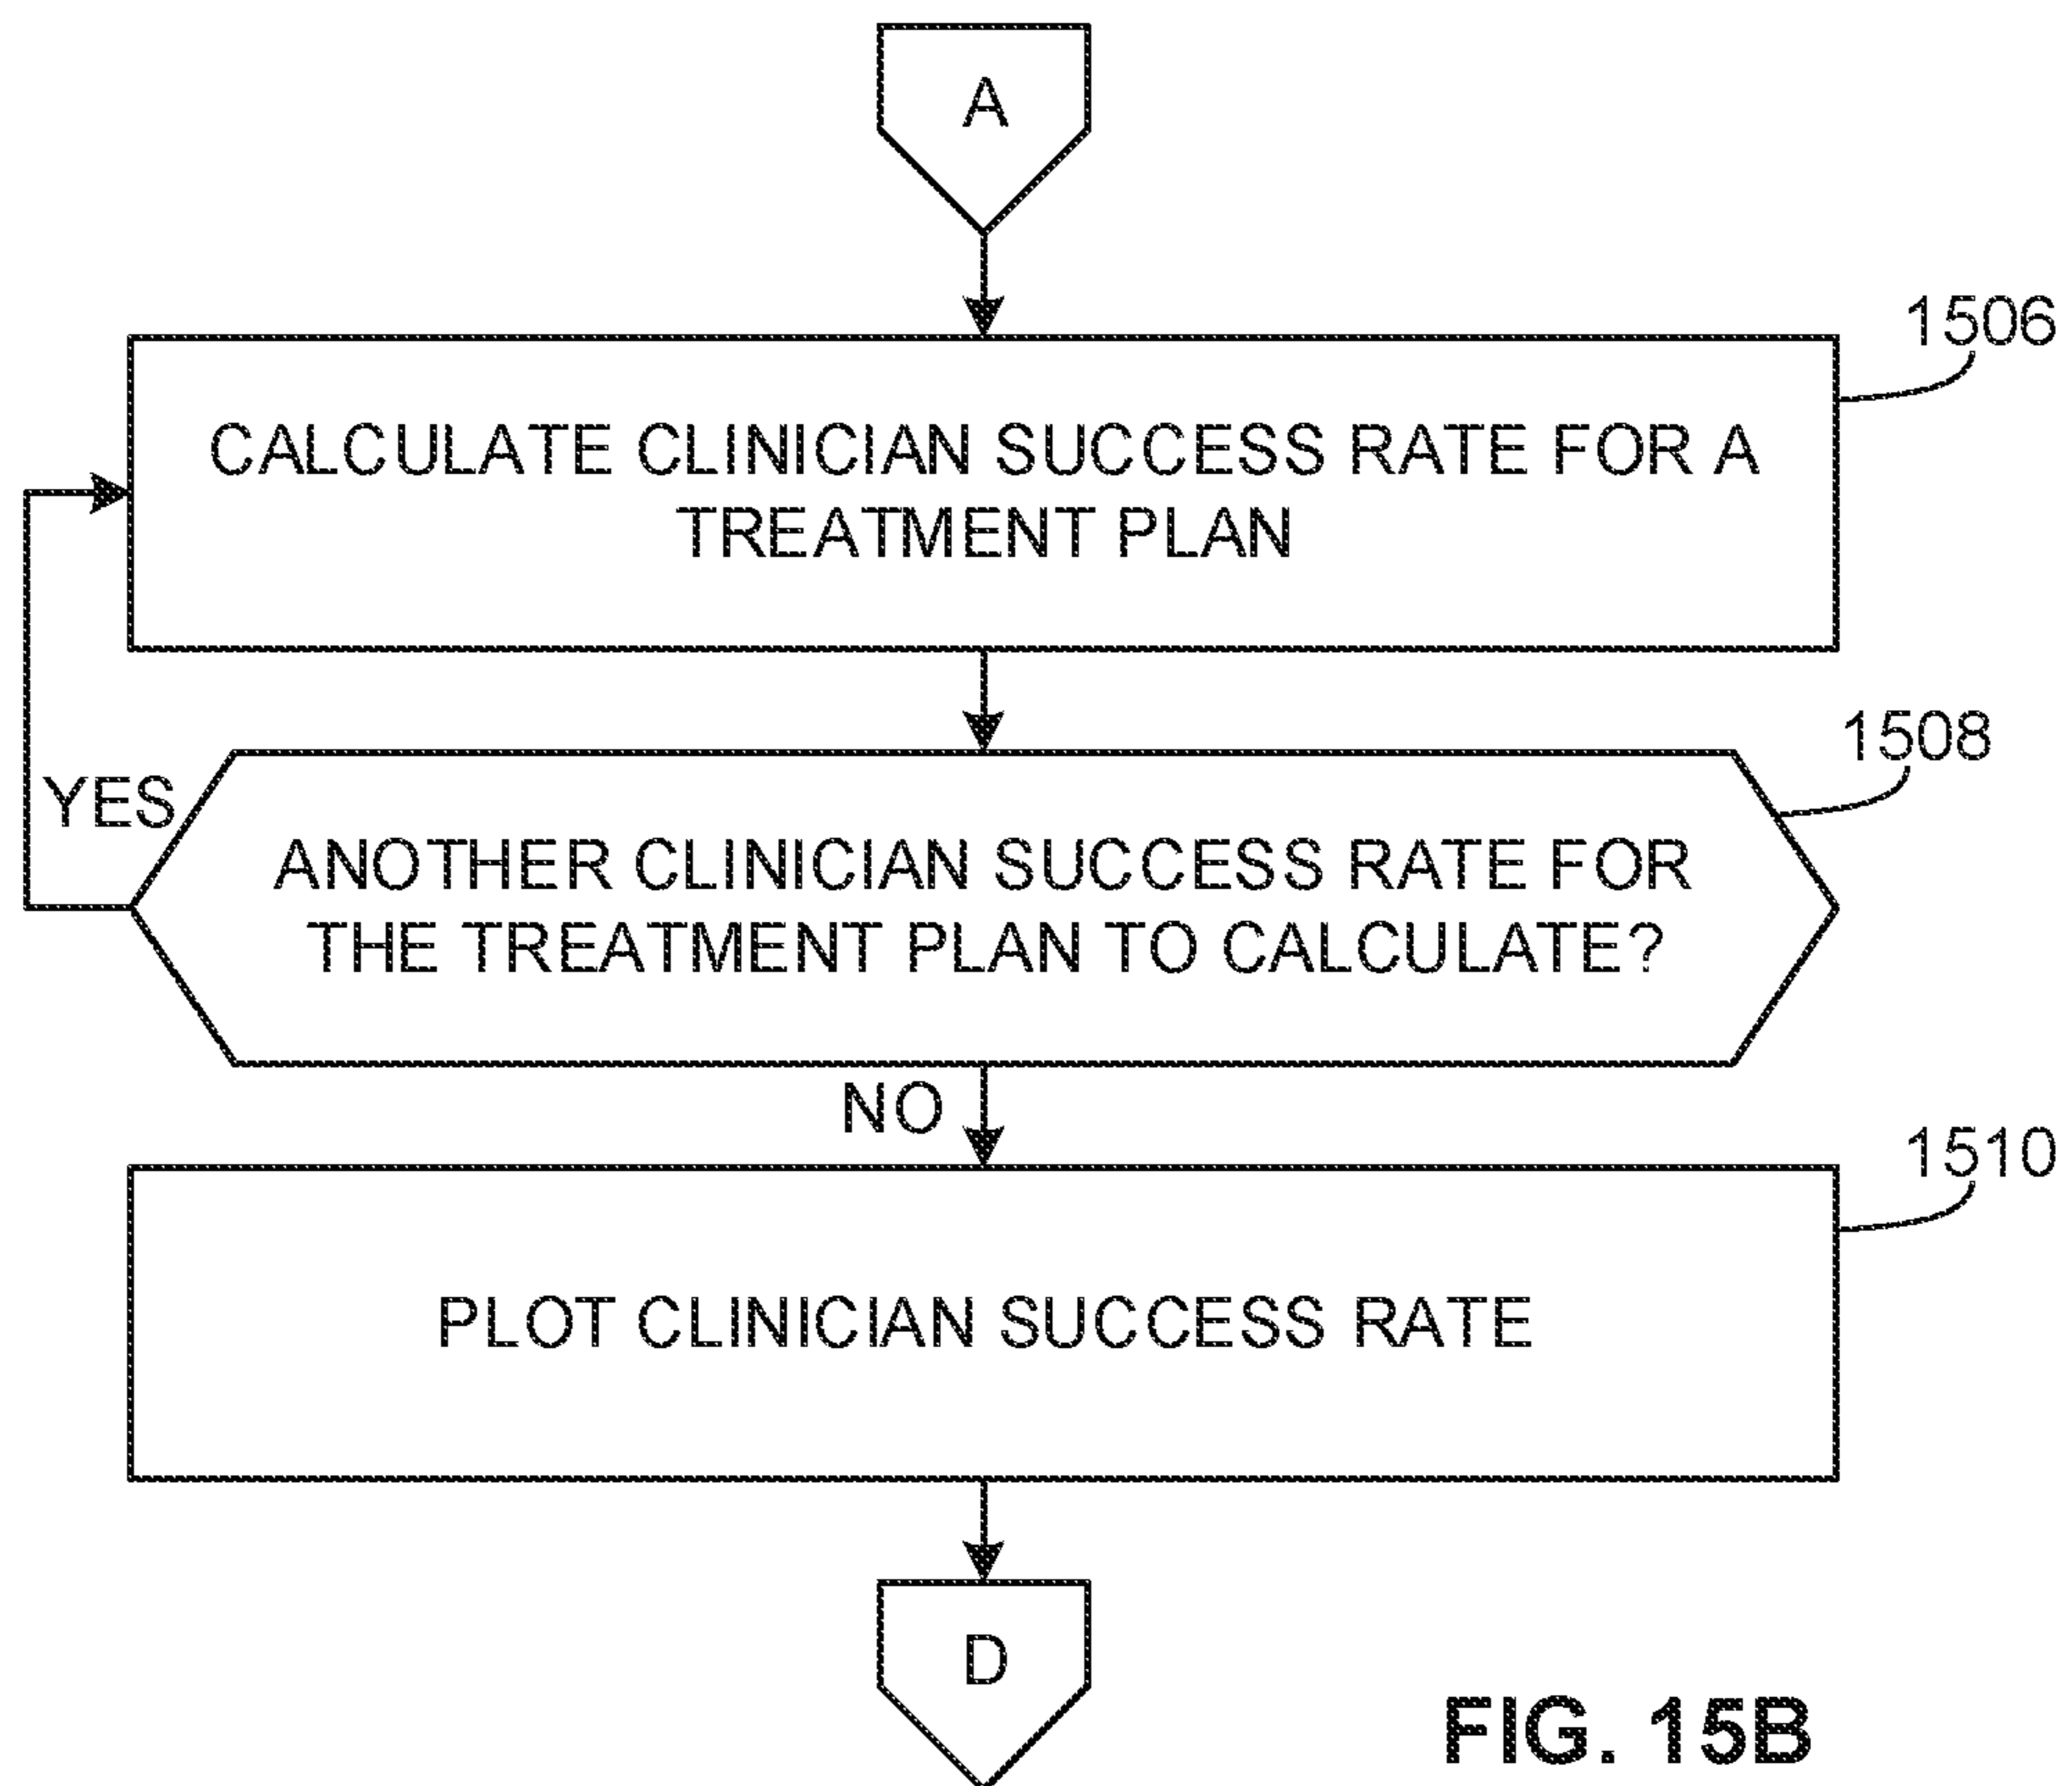 A
1506
CALCULATE CLINICIAN SUCCESS RATE FOR A
TREATMENT PLAN
1508
YES
ANOTHER CLINICIAN SUCCESS RATE FOR
THE TREATMENT PLAN TO CALCULATE?
NO
1510
PLOT CLINICIAN SUCCESS RATE
D
FIG. 15B